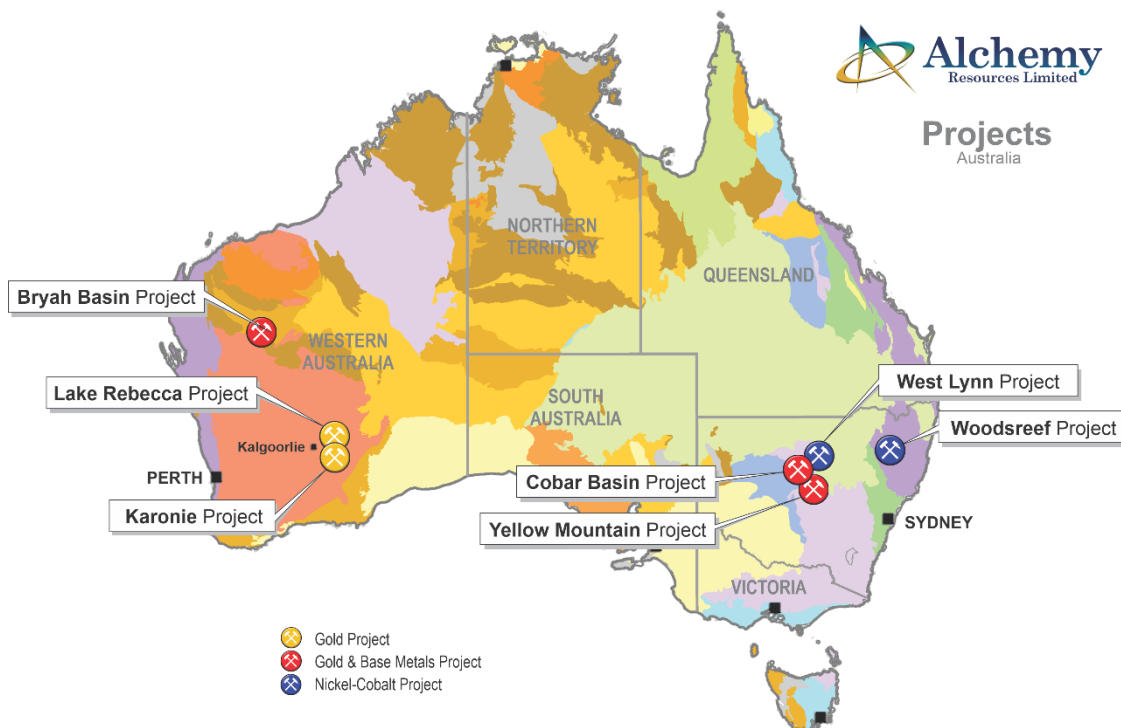 Alchemy
Resources Limited
Projects
Australia
NORTHERN
TERRITORY
QUEENSLAND
Bryah Basin Project
WESTERN
AUSTRALIA
Lake Rebecca Project
West Lynn Project
SOUTH
AUSTRALIA
Woodsreef Project
Kalgoorlie
PERTH
Cobar Basin Project
Karonie Project
Yellow Mountain Project
SYDNEY
VICTORIA
Gold Project
Gold & Base Metals Project
Nickel-Cobalt Project